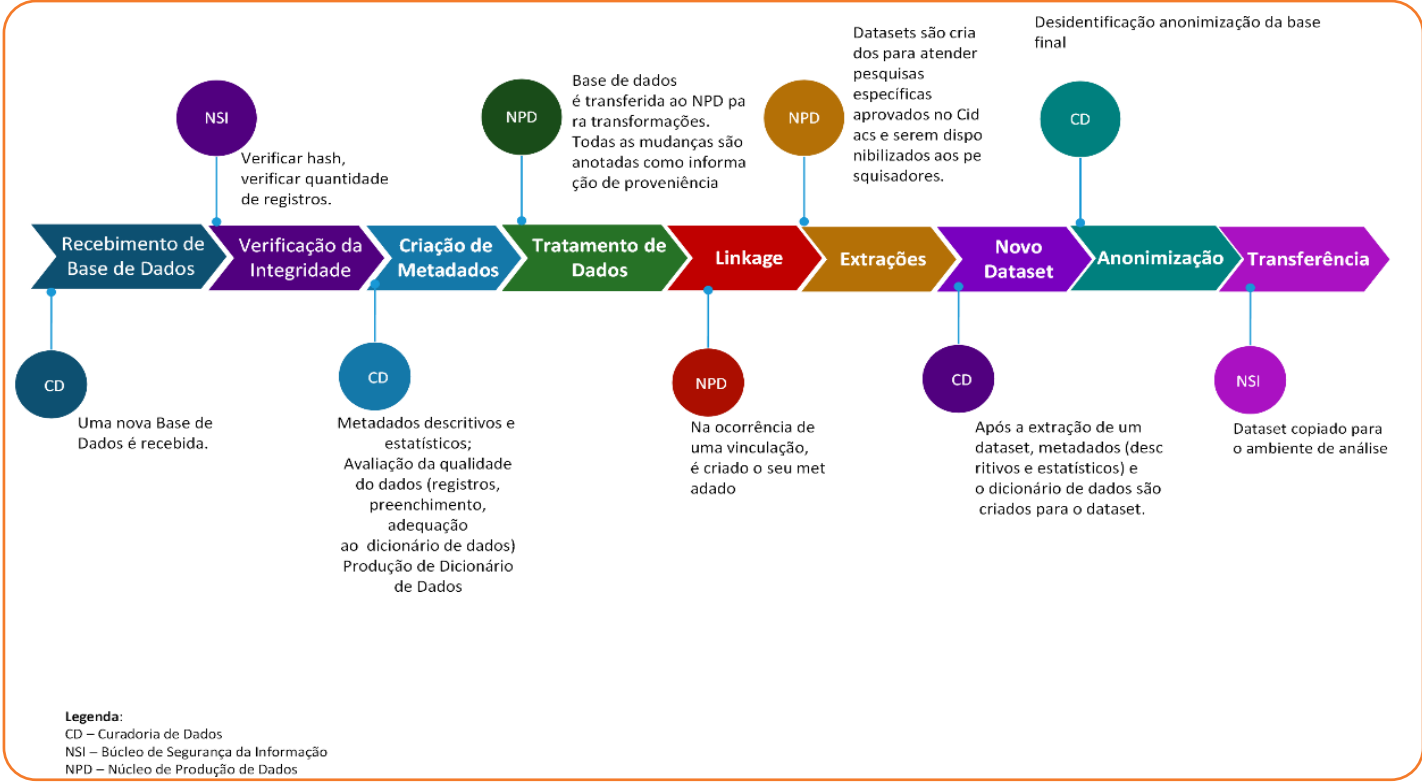 Desidentificação anonimização da base
final
Datasets são cria
dos para atender
pesquisas
específicas
aprovados no Cid
acs e serem dispo
nibilizados aos pe
squisadores.
Base de dados
é transferida ao NPD pa
ra transformações.
Todas as mudanças são
anotadas como informa
ção de proveniência
NSI
NPD
NPD
CD
Verificar hash,
verificar quantidade
de registros.
Recebimento de
Base de Dados
Verificação da
Integridade
Criação de
Metadados
Tratamento de
Dados
Linkage
Extrações
Novo
Dataset
Anonimização
Transferência
CD
Uma nova Base de
Dados é recebida.
CD
Metadados descritivos e
estatísticos;
Avaliação da qualidade
do dados (registros,
preenchimento,
adequação
ao dicionário de dados)
Produção de Dicionário
de Dados
NPD
Na ocorrência de
uma vinculação,
é criado o seu met
adado
CD
Após a extração de um
dataset, metadados (desc
ritivos e estatísticos) e
o dicionário de dados são
criados para o dataset.
NSI
Dataset copiado para
o ambiente de análise
Legenda:
CD – Curadoria de Dados
NSI – Búcleo de Segurança da Informação
NPD – Núcleo de Produção de Dados